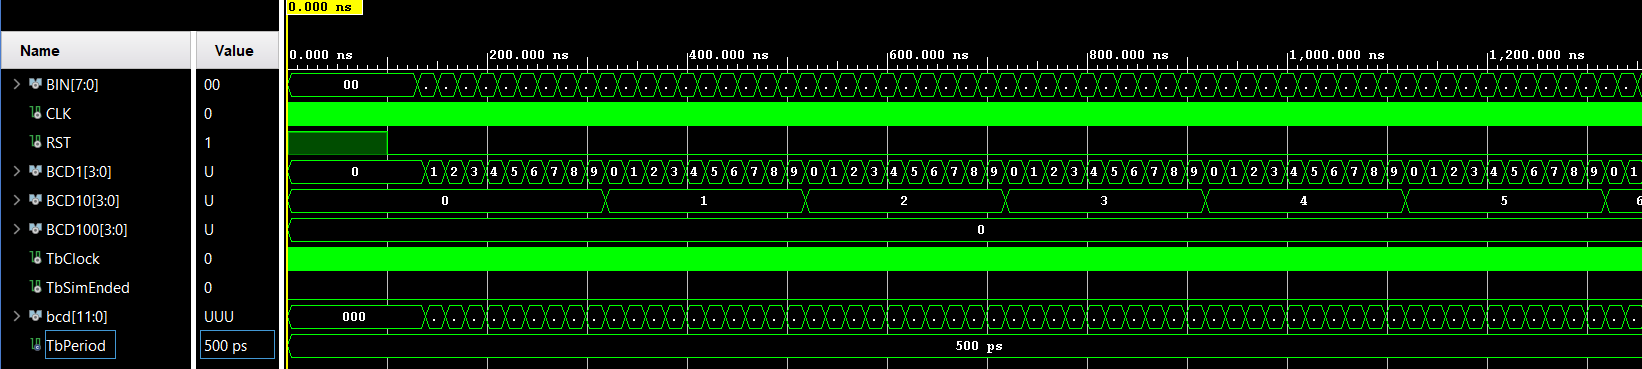 0.000 ns
Name Value
0.000 ns 200.000 ns 400.000 ns 600.000 ns 800.000 ns 1,000.000 ns 1,200.000 ns
BIN[7:0] 00 00
CLK 0
RST 1
BCD1[3:0] U 0 1 2 3 4 5 6 7 8 9 0 1 2 3 4 5 6 7 8 9 0 1 2 3 4 5 6 7 8 9 0 1 2 3 4 5 6 7 8 9 0 1 2 3 4 5 6 7 8 9 0 1 2 3 4 5 6 7 8 9 0 1
BCD10[3:0] U 0 1 2 3 4 5 6
BCD100[3:0] U 0
TbClock 0
TbSimEnded 0
bcd[11:0] UUU 000
TbPeriod 500 ps 500 ps